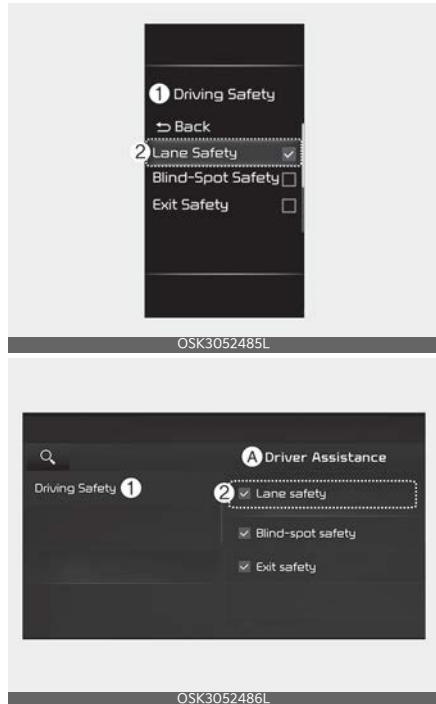 1 Driving Safety
Back
2 Lane Safety
Blind-Spot Safety
Exit Safety
OSK3052485L
A Driver Assistance
Driving Safety 1
2 Lane safety
Blind-spot safety
Exit safety
OSK3052486L